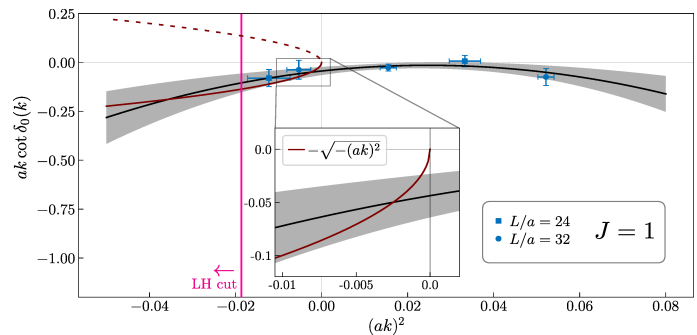 0.25
0.00
−0.25
−0.50
−0.75
−1.00
ak cot δ₀(k)
−0.04
−0.02
0.00
0.02
0.04
0.06
0.08
(ak)²
←
LH cut
−√−(ak)²
0.0
-0.05
-0.1
-0.01
-0.005
0.0
L/a = 24
L/a = 32
J = 1